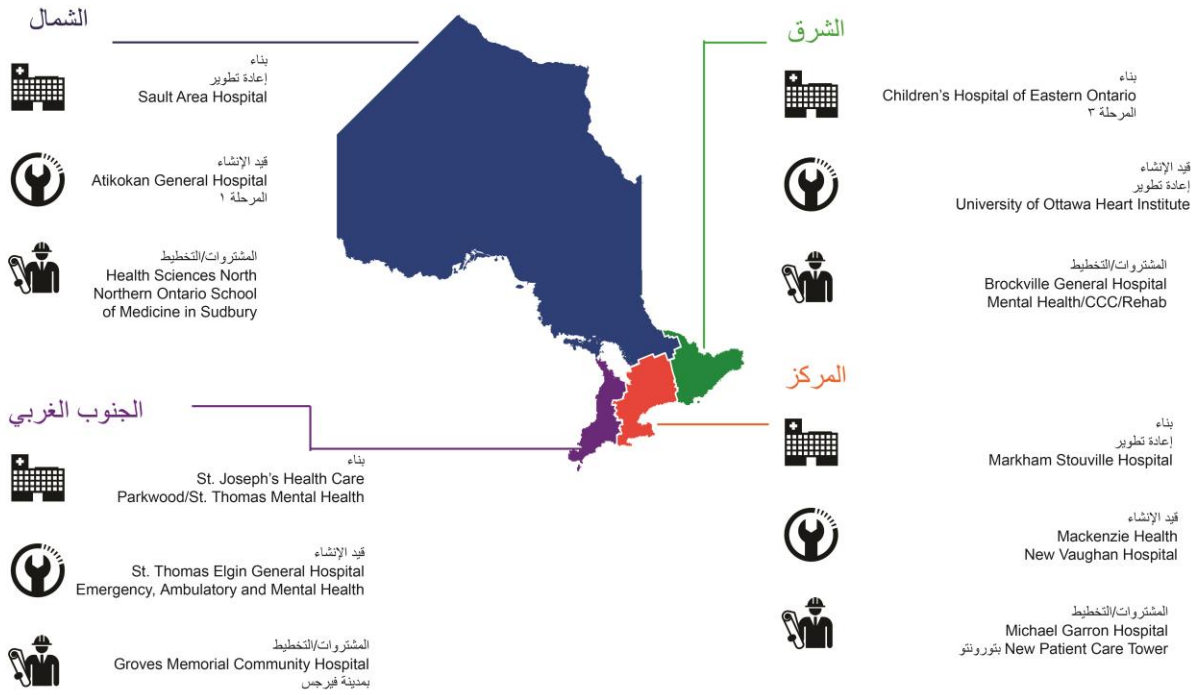 الشمال
بناء
إعادة تطوير
Sault Area Hospital
قيد الإنشاء
Atikokan General Hospital
المرحلة ١
المشتروات/التخطيط
Health Sciences North
Northern Ontario School
of Medicine in Sudbury
الشرق
بناء
Children’s Hospital of Eastern Ontario
المرحلة ٣
قيد الإنشاء
إعادة تطوير
University of Ottawa Heart Institute
المشتروات/التخطيط
Brockville General Hospital
Mental Health/CCC/Rehab
الجنوب الغربي
بناء
St. Joseph’s Health Care
Parkwood/St. Thomas Mental Health
قيد الإنشاء
St. Thomas Elgin General Hospital
Emergency, Ambulatory and Mental Health
المشتروات/التخطيط
Groves Memorial Community Hospital
بمدينة فيرجس
المركز
بناء
إعادة تطوير
Markham Stouville Hospital
قيد الإنشاء
Mackenzie Health
New Vaughan Hospital
المشتروات/التخطيط
Michael Garron Hospital
New Patient Care Tower بتورونتو